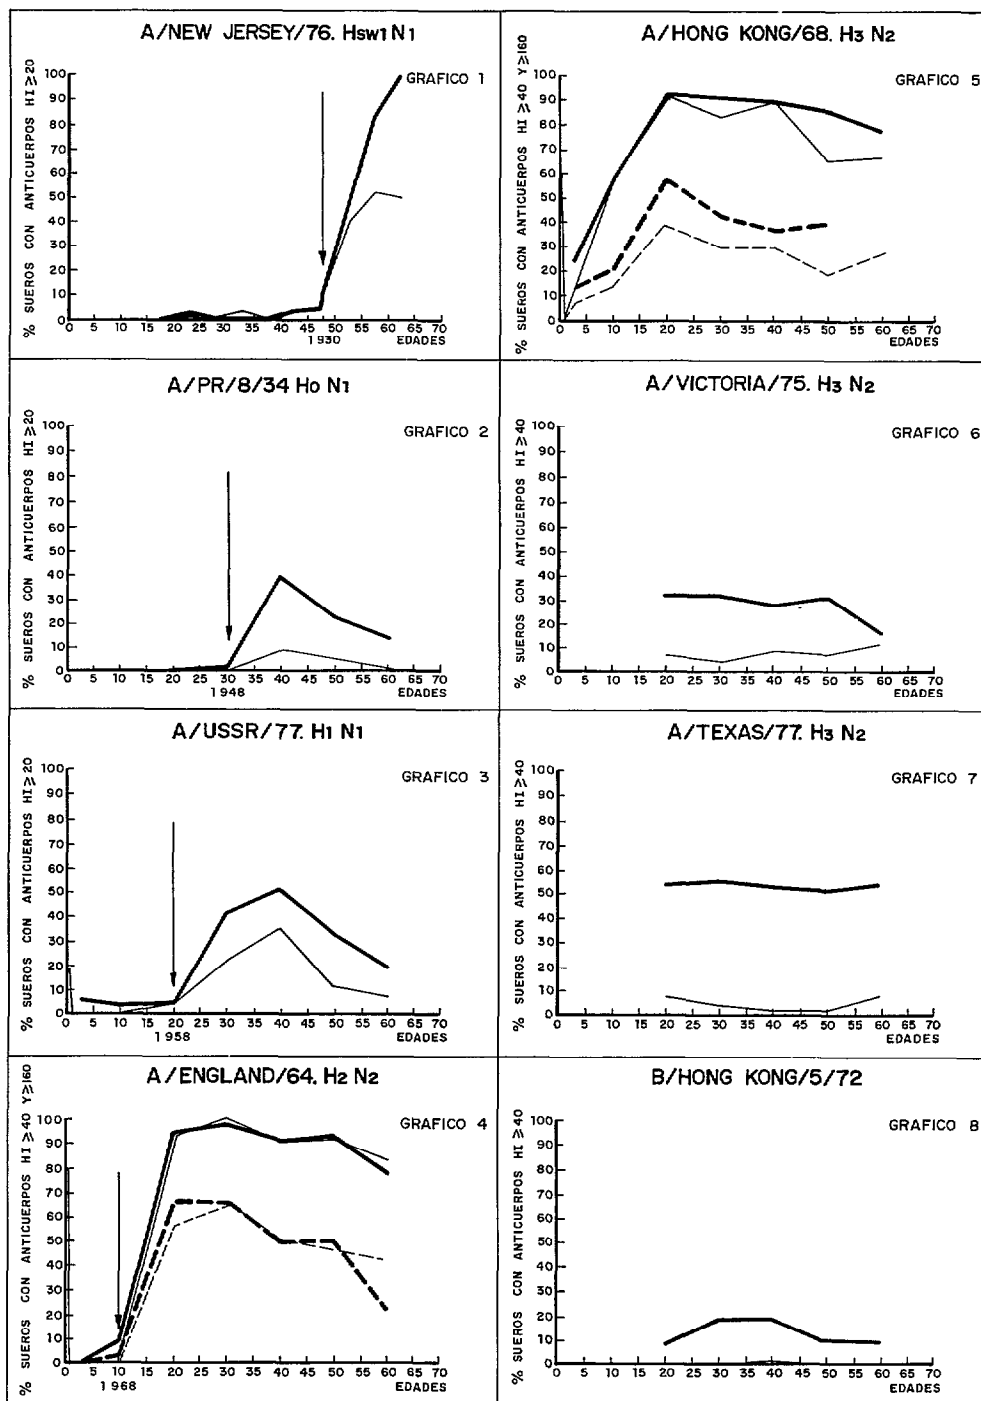 A/NEW JERSEY/76. Hsw1 N1
GRAFICO 1
% SUEROS CON ANTICUERPOS HI ≥20
100
90
80
70
60
50
40
30
20
10
0
0 5 10 15 20 25 30 35 40 45 50 55 60 65 70
1930
EDADES
A/PR/8/34 H0 N1
GRAFICO 2
% SUEROS CON ANTICUERPOS HI ≥20
100
90
80
70
60
50
40
30
20
10
0
0 5 10 15 20 25 30 35 40 45 50 55 60 65 70
1948
EDADES
A/USSR/77. H1 N1
GRAFICO 3
% SUEROS CON ANTICUERPOS HI ≥20
100
90
80
70
60
50
40
30
20
10
0
0 5 10 15 20 25 30 35 40 45 50 55 60 65 70
1958
EDADES
A/ENGLAND/64. H2 N2
GRAFICO 4
% SUEROS CON ANTICUERPOS HI ≥40 Y ≥160
100
90
80
70
60
50
40
30
20
10
0
0 5 10 15 20 25 30 35 40 45 50 55 60 65 70
1968
EDADES
A/HONG KONG/68. H3 N2
GRAFICO 5
% SUEROS CON ANTICUERPOS HI ≥40 Y ≥160
100
90
80
70
60
50
40
30
20
10
0
0 5 10 15 20 25 30 35 40 45 50 55 60 65 70
EDADES
A/VICTORIA/75. H3 N2
GRAFICO 6
% SUEROS CON ANTICUERPOS HI ≥40
100
90
80
70
60
50
40
30
20
10
0
0 5 10 15 20 25 30 35 40 45 50 55 60 65 70
EDADES
A/TEXAS/77. H3 N2
GRAFICO 7
% SUEROS CON ANTICUERPOS HI ≥40
100
90
80
70
60
50
40
30
20
10
0
0 5 10 15 20 25 30 35 40 45 50 55 60 65 70
EDADES
B/HONG KONG/5/72
GRAFICO 8
% SUEROS CON ANTICUERPOS HI ≥40
100
90
80
70
60
50
40
30
20
10
0
0 5 10 15 20 25 30 35 40 45 50 55 60 65 70
EDADES